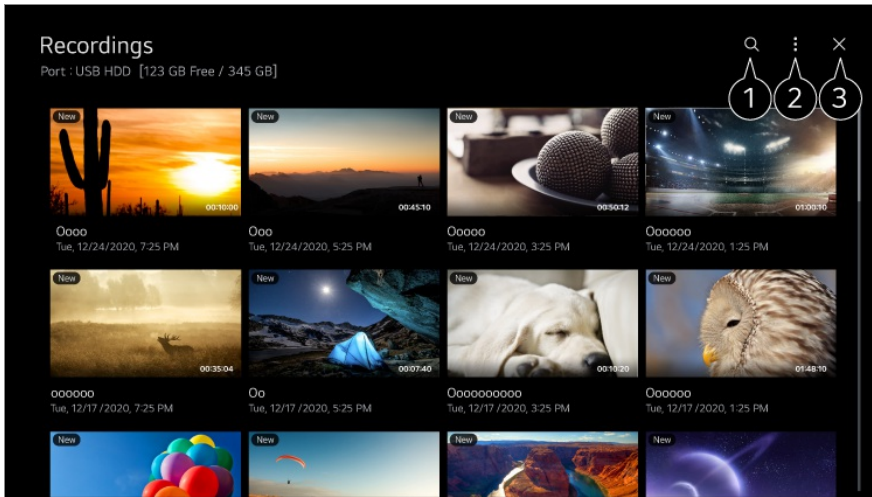 Recordings
Port : USB HDD [123 GB Free / 345 GB]
1 2 3
New New New New
00:10:00 00:45:10 00:50:12 01:00:10
Oooo Ooo Ooooo Oooooo
Tue, 12/24/2020, 7:25 PM Tue, 12/24/2020, 5:25 PM Tue, 12/24/2020, 3:25 PM Tue, 12/24/2020, 1:25 PM
New New New New
00:35:04 00:07:40 00:10:20 01:48:10
oooooo Oo Oooooooooo Oooooo
Tue, 12/17 /2020, 7:25 PM Tue, 12/17 /2020, 5:25 PM Tue, 12/17 /2020, 3:25 PM Tue, 12/17 /2020, 1:25 PM
New New New New